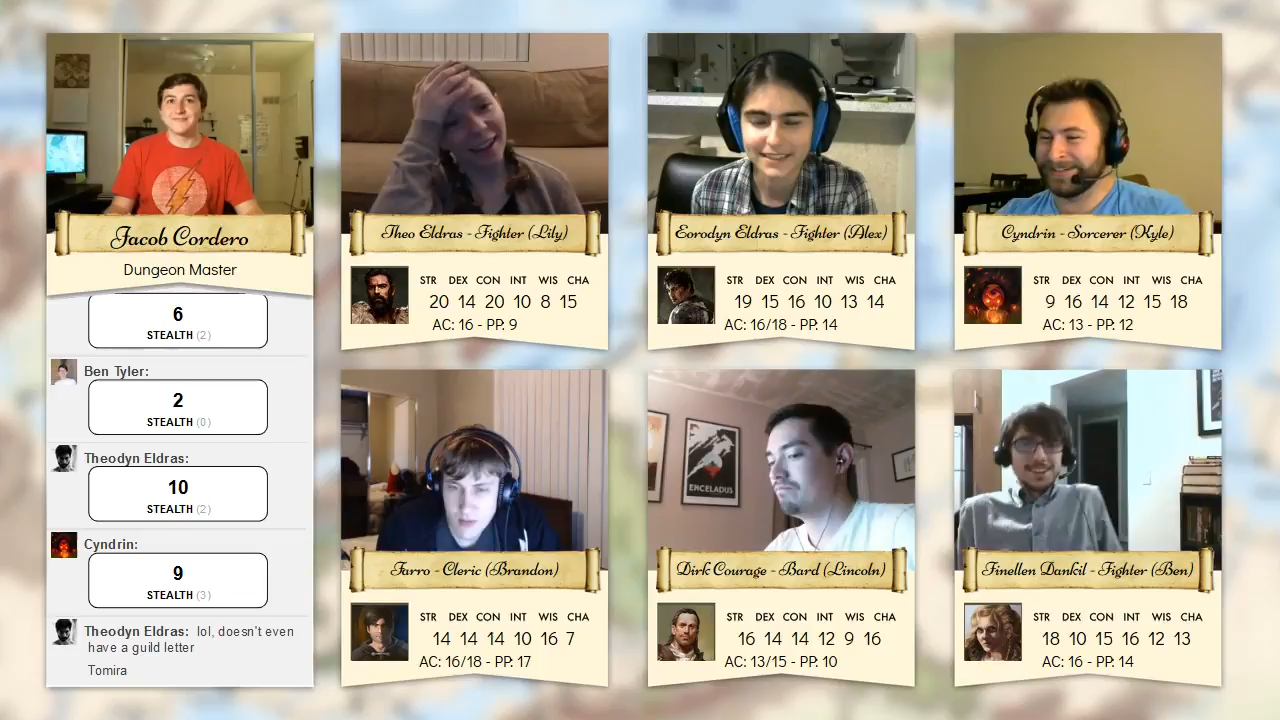 Jacob Cordero
Dungeon Master
6
STEALTH (2)
Ben Tyler:
2
STEALTH (0)
Theodyn Eldras:
10
STEALTH (2)
Cyndrin:
9
STEALTH (3)
Theodyn Eldras: lol, doesn't even
have a guild letter
Tomira
Theo Eldras - Fighter (Lily)
STR DEX CON INT WIS CHA
20 14 20 10 8 15
AC: 16 - PP: 9
Eorodyn Eldras - Fighter (Alex)
STR DEX CON INT WIS CHA
19 15 16 10 13 14
AC: 16/18 - PP: 14
Cyndrin - Sorcerer (Kyle)
STR DEX CON INT WIS CHA
9 16 14 12 15 18
AC: 13 - PP: 12
Farro - Cleric (Brandon)
STR DEX CON INT WIS CHA
14 14 14 10 16 7
AC: 16/18 - PP: 17
ENCELADUS
Dirk Courage - Bard (Lincoln)
STR DEX CON INT WIS CHA
16 14 14 12 9 16
AC: 13/15 - PP: 10
Finellen Dankil - Fighter (Ben)
STR DEX CON INT WIS CHA
18 10 15 16 12 13
AC: 16 - PP: 14